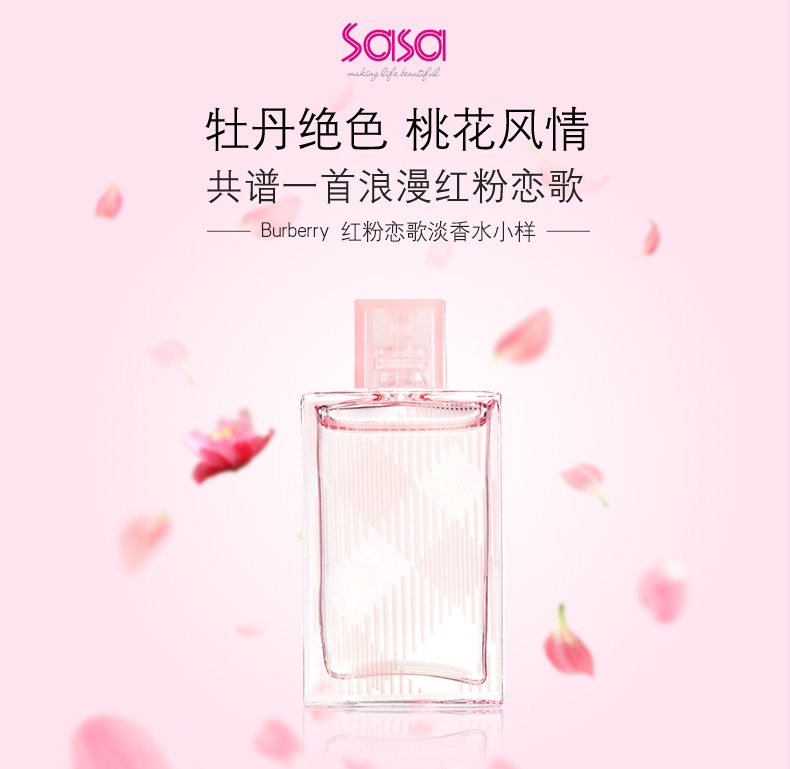 Sasa
making life beautiful
牡丹绝色 桃花风情
共谱一首浪漫红粉恋歌
Burberry 红粉恋歌淡香水小样